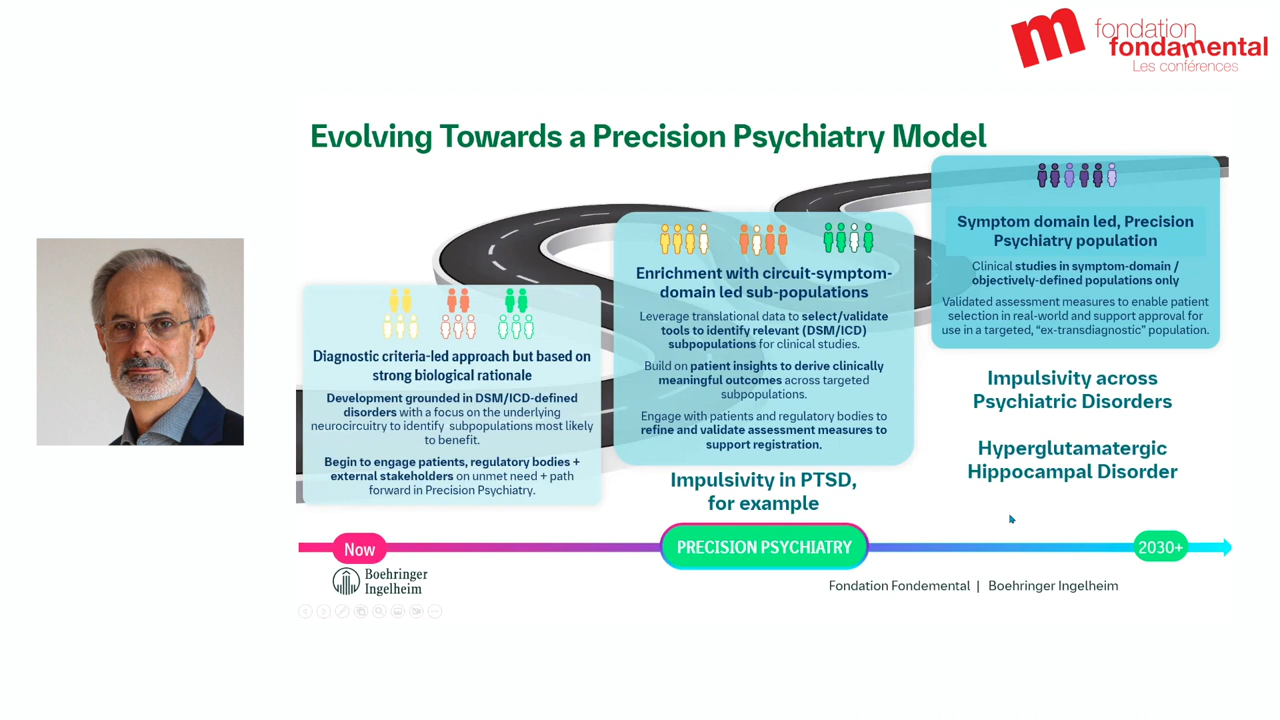 fondation
fondamental
Les conférences
Evolving Towards a Precision Psychiatry Model
Diagnostic criteria-led approach but based on
strong biological rationale
Development grounded in DSM/ICD-defined
disorders with a focus on the underlying
neurocircuitry to identify subpopulations most likely
to benefit.
Begin to engage patients, regulatory bodies +
external stakeholders on unmet need + path
forward in Precision Psychiatry.
Enrichment with circuit-symptom-
domain led sub-populations
Leverage translational data to select/validate
tools to identify relevant (DSM/ICD)
subpopulations for clinical studies.
Build on patient insights to derive clinically
meaningful outcomes across targeted
subpopulations.
Engage with patients and regulatory bodies to
refine and validate assessment measures to
support registration.
Impulsivity in PTSD,
for example
Symptom domain led, Precision
Psychiatry population
Clinical studies in symptom-domain /
objectively-defined populations only
Validated assessment measures to enable patient
selection in real-world and support approval for
use in a targeted, “ex-transdiagnostic” population.
Impulsivity across
Psychiatric Disorders
Hyperglutamatergic
Hippocampal Disorder
Now
PRECISION PSYCHIATRY
2030+
Boehringer
Ingelheim
Fondation Fondemental | Boehringer Ingelheim